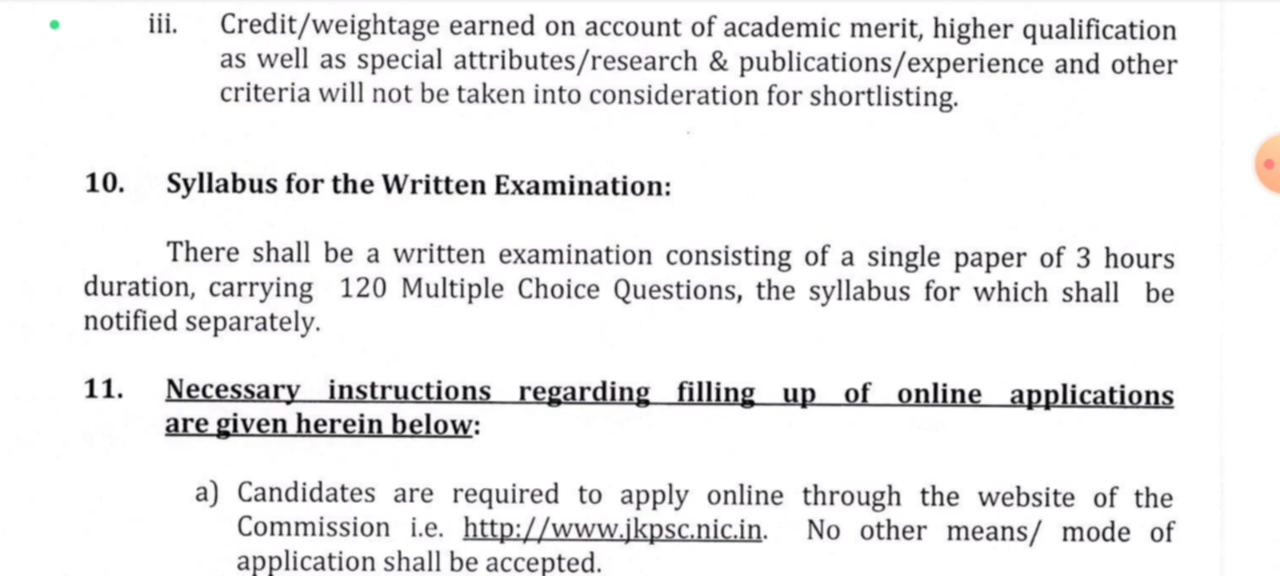 iii. Credit/weightage earned on account of academic merit, higher qualification
as well as special attributes/research & publications/experience and other
criteria will not be taken into consideration for shortlisting.
10. Syllabus for the Written Examination:
There shall be a written examination consisting of a single paper of 3 hours
duration, carrying 120 Multiple Choice Questions, the syllabus for which shall be
notified separately.
11. Necessary instructions regarding filling up of online applications
are given herein below:
a) Candidates are required to apply online through the website of the
Commission i.e. http://www.jkpsc.nic.in. No other means/ mode of
application shall be accepted.